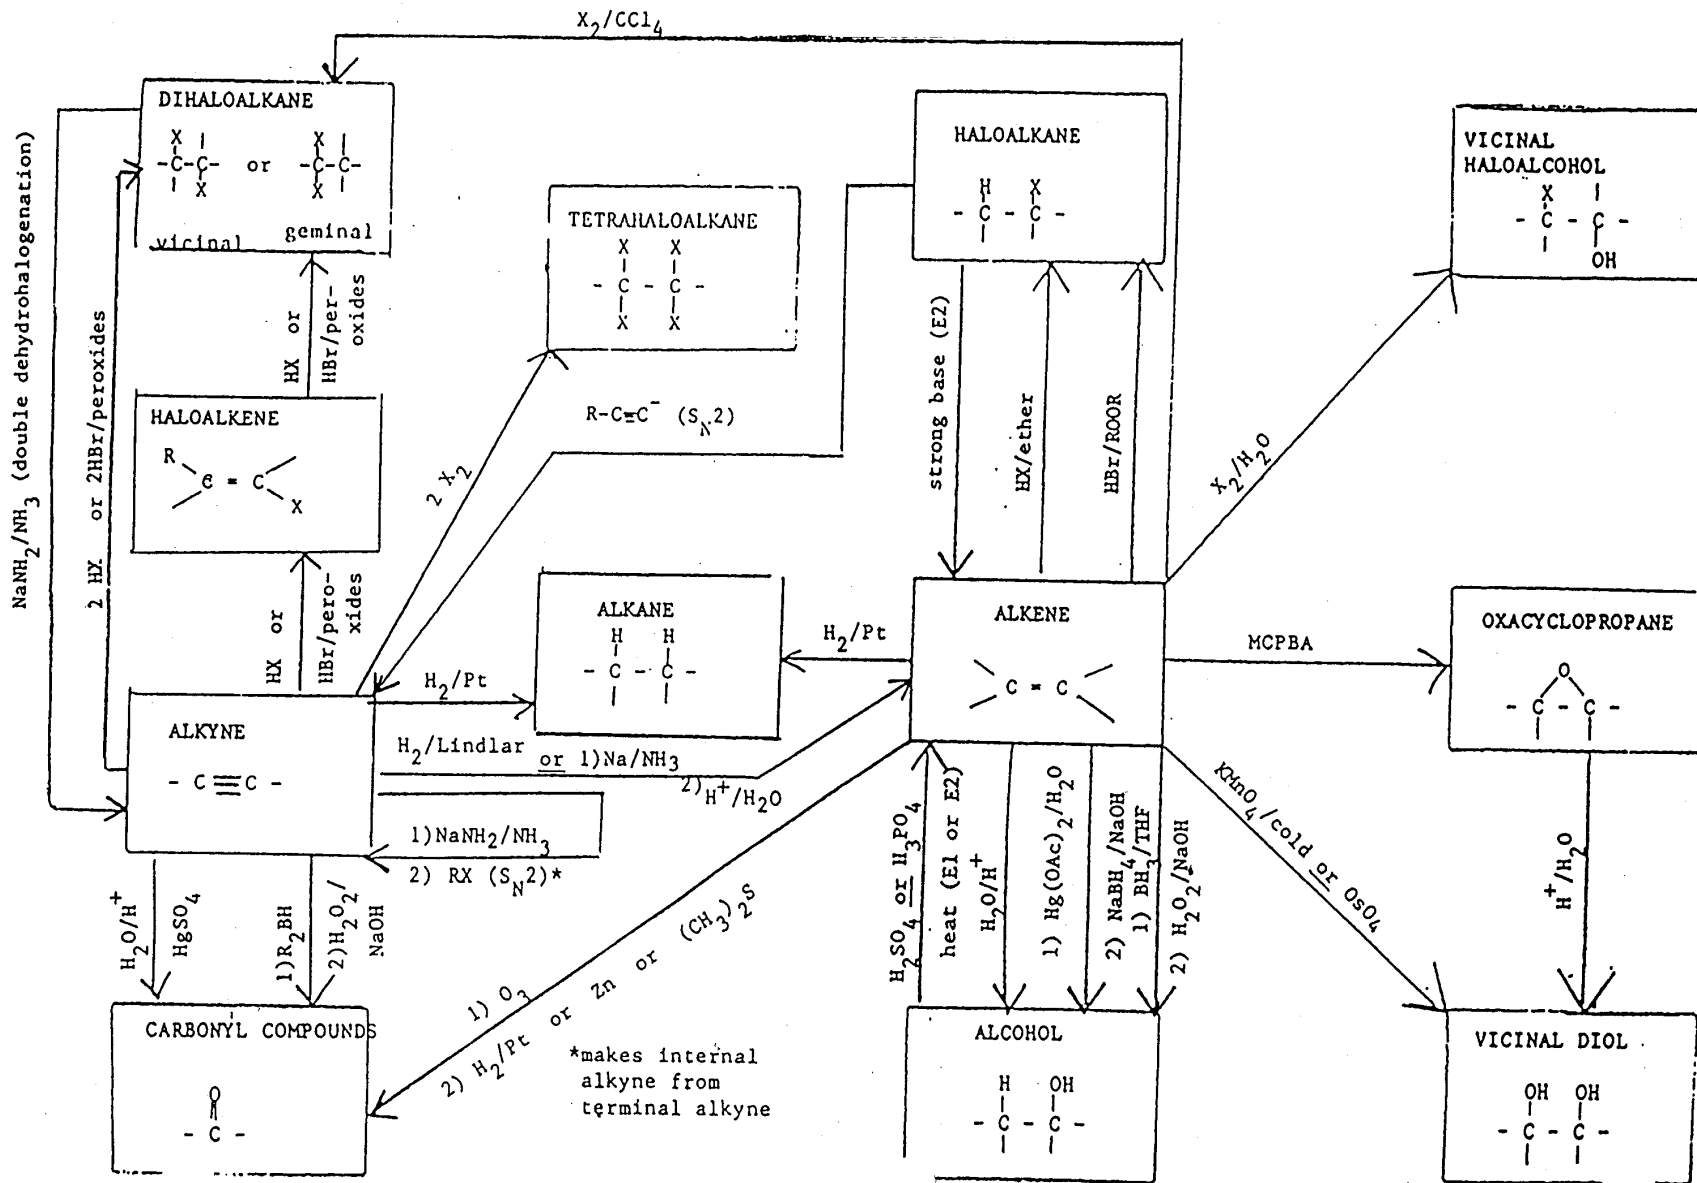 X2/CCl4
DIHALOALKANE
X
-C-C- or -C-C-
X X
vicinal geminal
NaNH2/NH3 (double dehydrohalogenation)
2 HX or 2HBr/peroxides
HX or
HBr/per-
oxides
HALOALKENE
R
C = C
X
HX or
HBr/pero-
xides
TETRAHALOALKANE
X X
- C - C -
X X
2 X2
R-C≡C⁻ (SN2)
HALOALKANE
H X
- C - C -
strong base (E2)
HX/ether
HBr/ROOR
VICINAL
HALOALCOHOL
X
- C - C -
OH
X2/H2O
ALKANE
H H
- C - C -
H2/Pt
H2/Pt
ALKENE
C = C
MCPBA
OXACYCLOPROPANE
O
- C - C -
ALKYNE
- C≡C -
H2/Lindlar
or 1)Na/NH3
2)H+/H2O
1)NaNH2/NH3
2) RX (SN2)*
H2O/H+
HgSO4
1)R2BH
2)H2O2/
NaOH
1) O3
2) H2/Pt or Zn or (CH3)2S
H2SO4 or H3PO4
heat (E1 or E2)
H2O/H+
1) Hg(OAc)2/H2O
2) NaBH4/NaOH
1) BH3/THF
2) H2O2/NaOH
KMnO4/cold or OsO4
H+/H2O
CARBONYL COMPOUNDS
O
- C -
*makes internal
alkyne from
terminal alkyne
ALCOHOL
H OH
- C - C -
VICINAL DIOL
OH OH
- C - C -